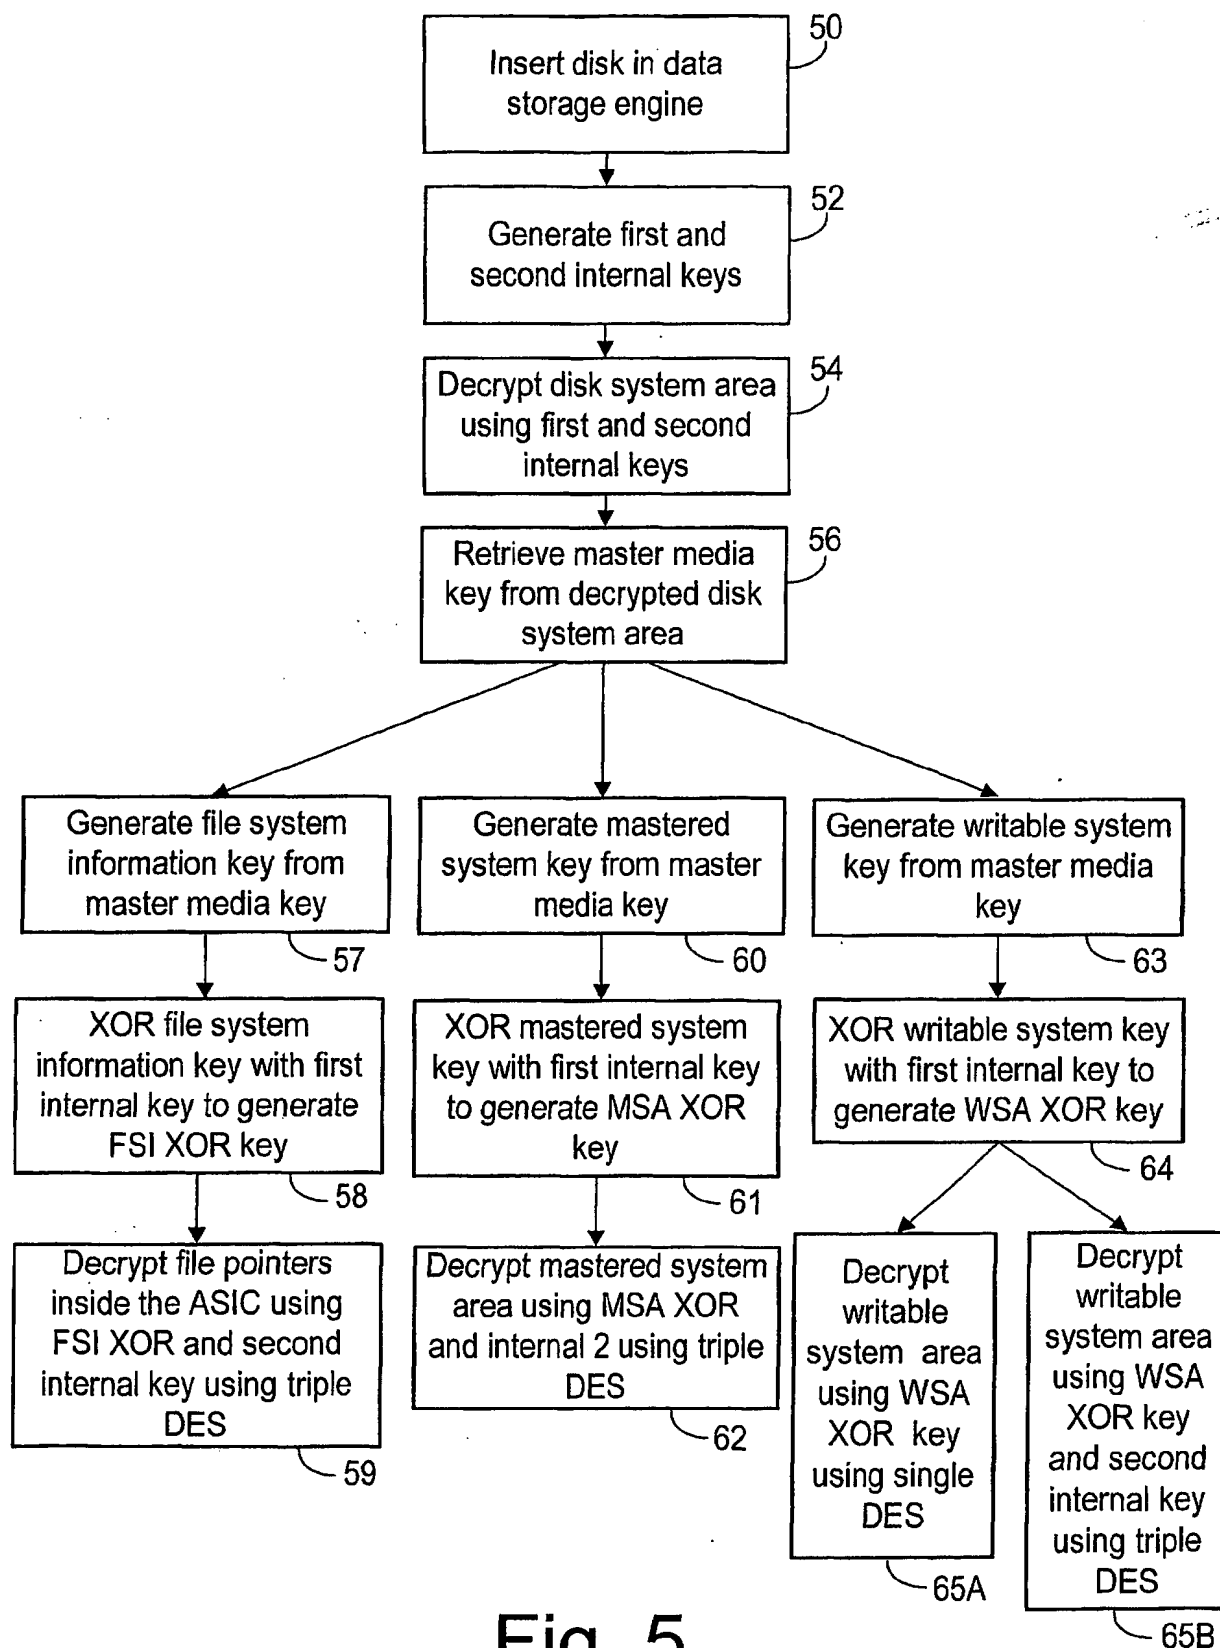 50
Insert disk in data
storage engine
52
Generate first and
second internal keys
54
Decrypt disk system area
using first and second
internal keys
56
Retrieve master media
key from decrypted disk
system area
Generate file system
information key from
master media key
57
XOR file system
information key with first
internal key to generate
FSI XOR key
58
Decrypt file pointers
inside the ASIC using
FSI XOR and second
internal key using triple
DES
59
Generate mastered
system key from master
media key
60
XOR mastered system
key with first internal key
to generate MSA XOR
key
61
Decrypt mastered system
area using MSA XOR
and internal 2 using triple
DES
62
Generate writable system
key from master media
key
63
XOR writable system key
with first internal key to
generate WSA XOR key
64
Decrypt
writable
system area
using WSA
XOR key
using single
DES
65A
Decrypt
writable
system area
using WSA
XOR key
and second
internal key
using triple
DES
65B
Fig. 5